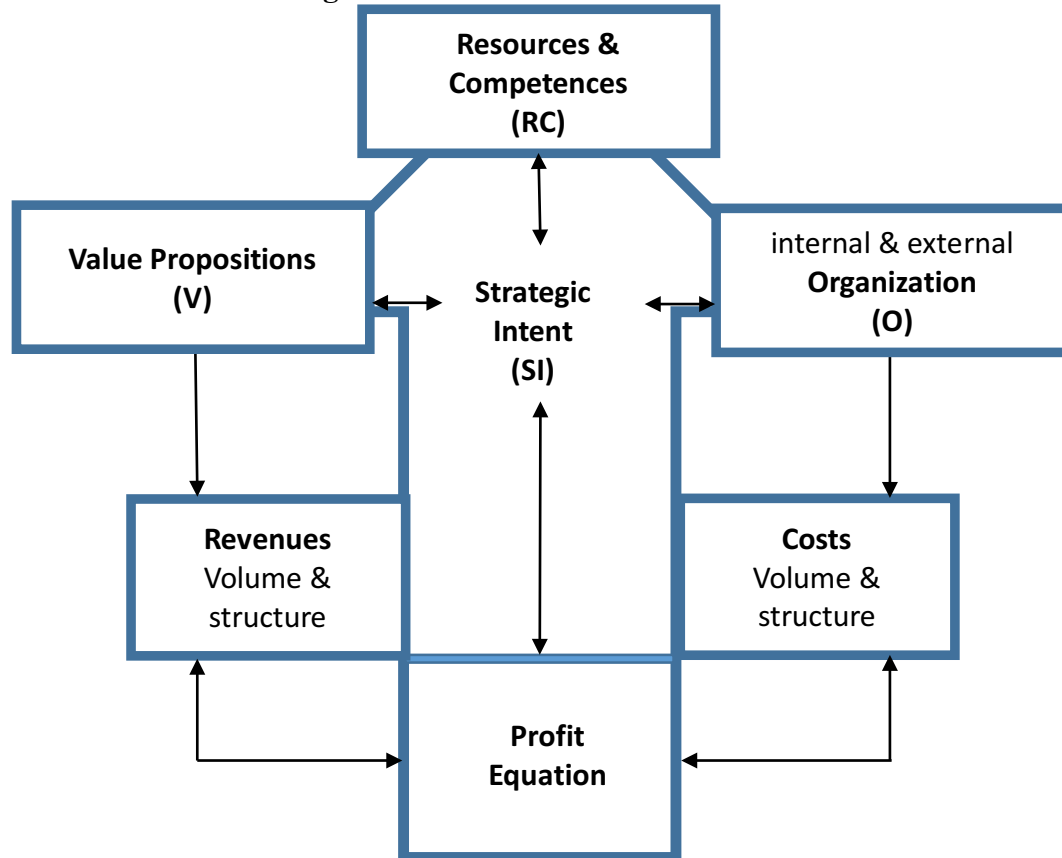 Resources &
Competences
(RC)
Value Propositions
(V)
Strategic
Intent
(SI)
internal & external
Organization
(O)
Revenues
Volume &
structure
Costs
Volume &
structure
Profit
Equation